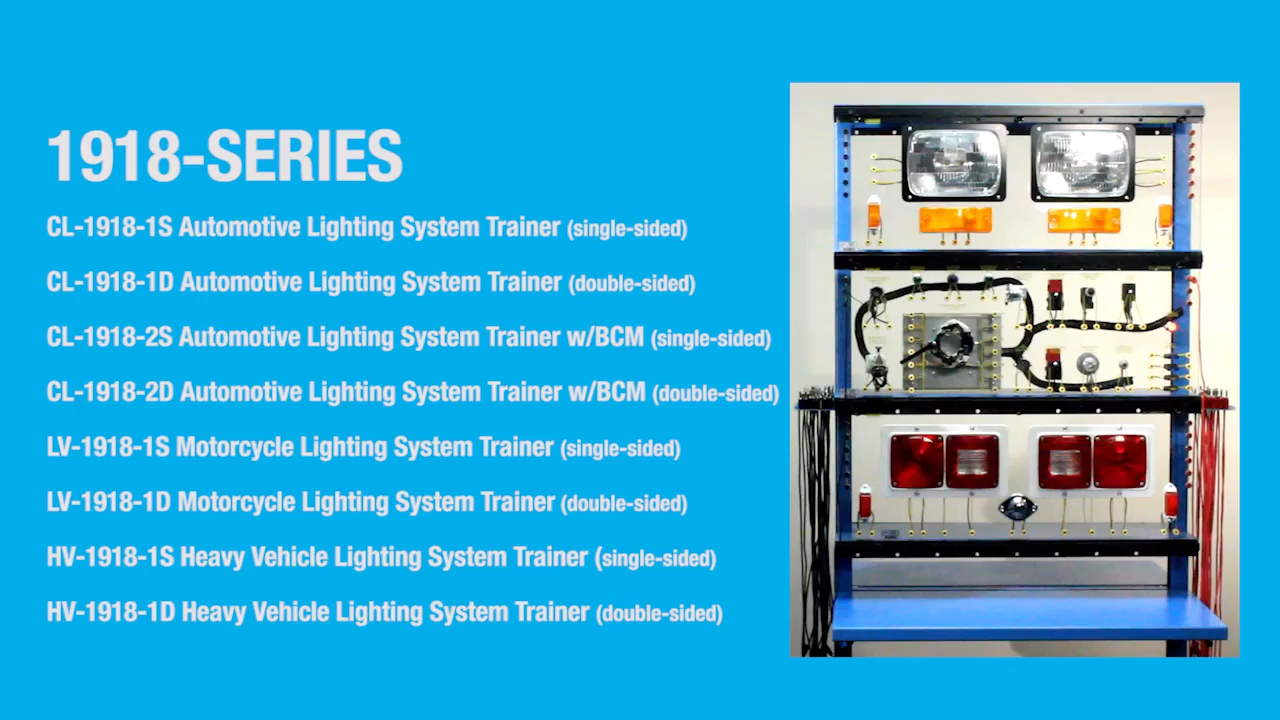 1918-SERIES
CL-1918-1S Automotive Lighting System Trainer (single-sided)
CL-1918-1D Automotive Lighting System Trainer (double-sided)
CL-1918-2S Automotive Lighting System Trainer w/BCM (single-sided)
CL-1918-2D Automotive Lighting System Trainer w/BCM (double-sided)
LV-1918-1S Motorcycle Lighting System Trainer (single-sided)
LV-1918-1D Motorcycle Lighting System Trainer (double-sided)
HV-1918-1S Heavy Vehicle Lighting System Trainer (single-sided)
HV-1918-1D Heavy Vehicle Lighting System Trainer (double-sided)